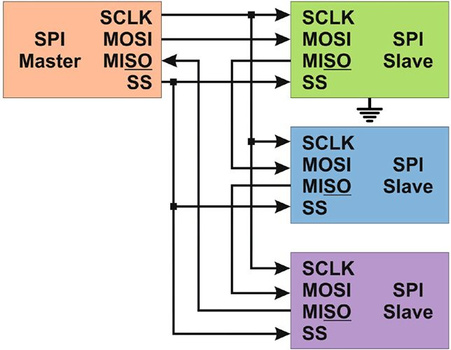 SCLK
SPI MOSI
Master MISO
SS
SCLK
MOSI SPI
MISO Slave
SS
SCLK
MOSI SPI
MISO Slave
SS
SCLK
MOSI SPI
MISO Slave
SS